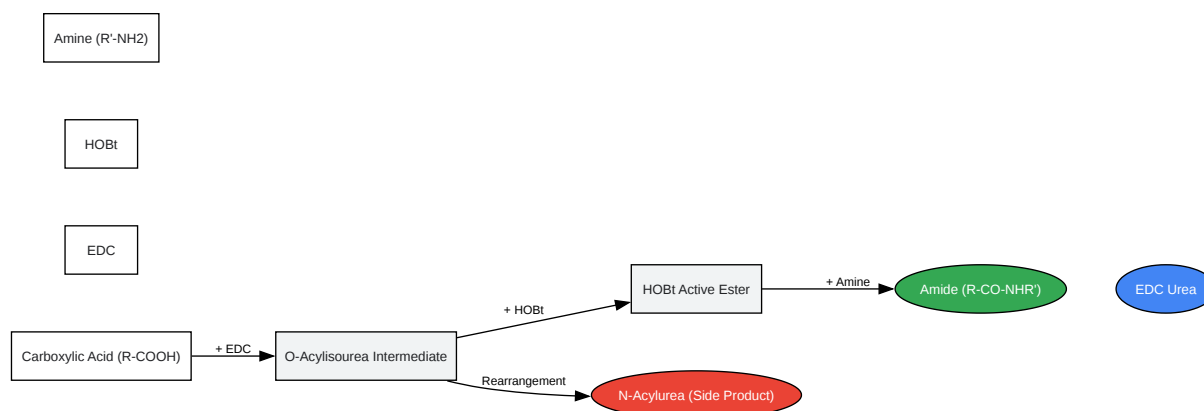 Amine (R'-NH2)
HOBt
EDC
HOBt Active Ester
+ Amine
Amide (R-CO-NHR')
EDC Urea
+ HOBt
Carboxylic Acid (R-COOH)
+ EDC
O-Acylisourea Intermediate
Rearrangement
N-Acylurea (Side Product)